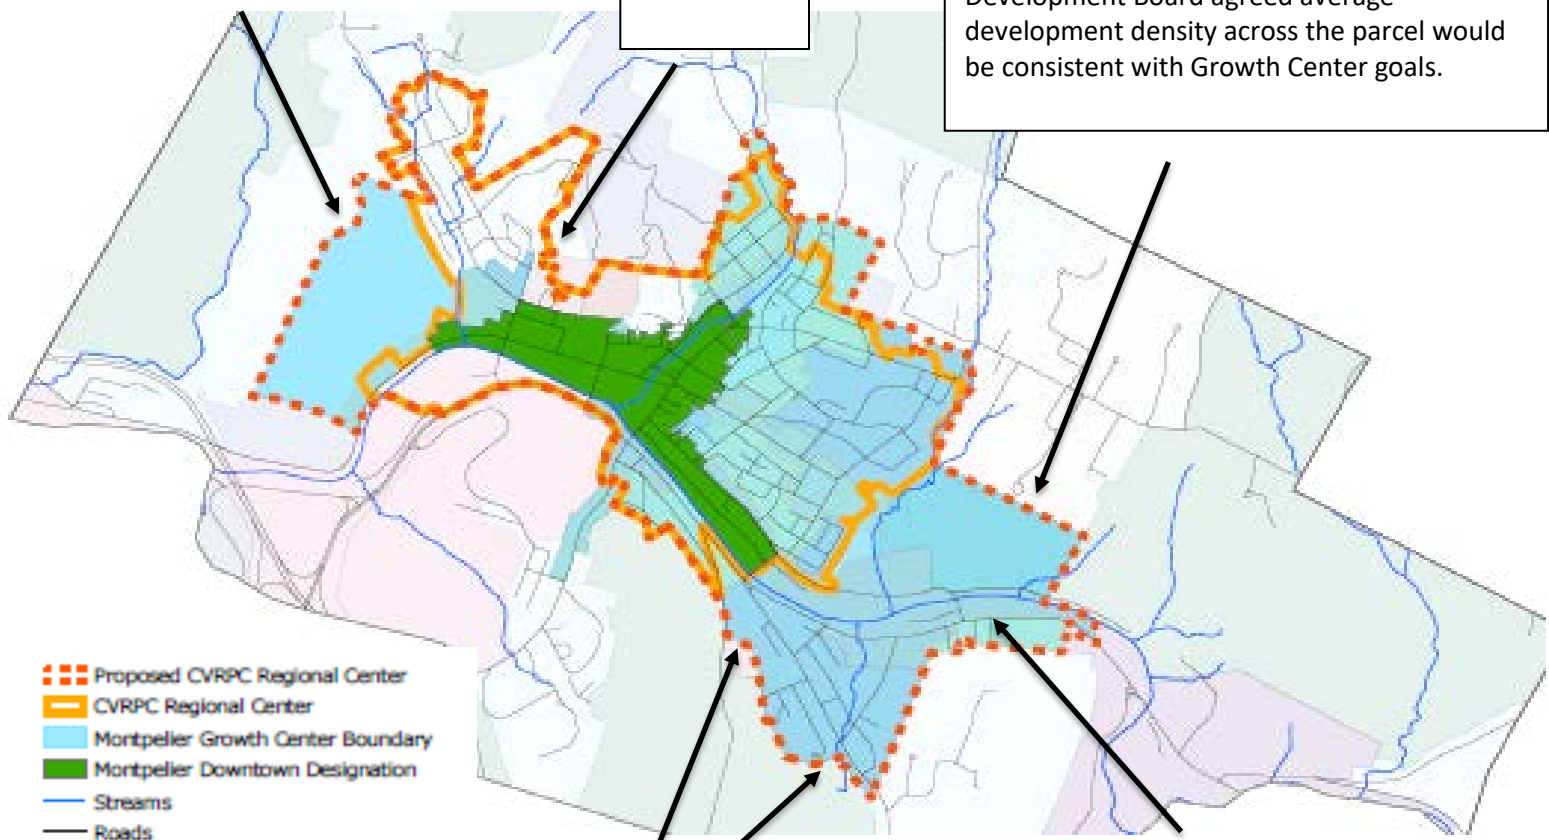 Development Board agreed average
development density across the parcel would
be consistent with Growth Center goals.
Proposed CVRPC Regional Center
CVRPC Regional Center
Montpelier Growth Center Boundary
Montpelier Downtown Designation
Streams
Roads